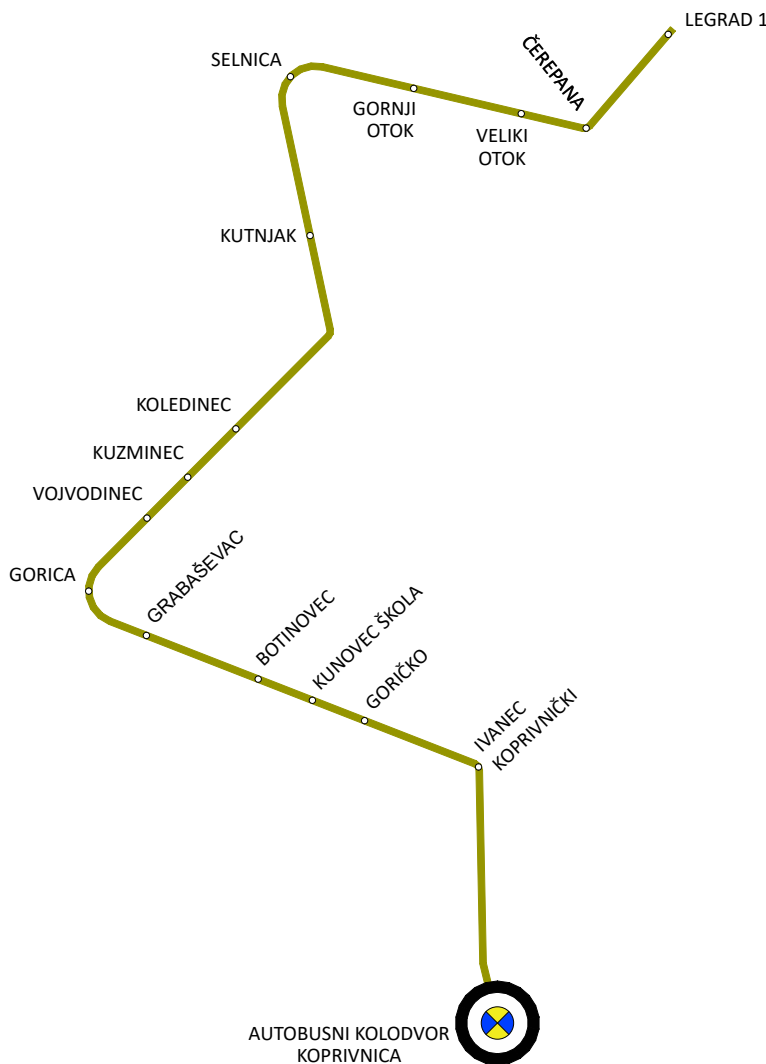 LEGRAD 1
ČEREPANA
SELNICA
GORNJI
OTOK
VELIKI
OTOK
KUTNJAK
KOLEDINEC
KUZMINEC
VOJVODINEC
GORICA
GRABAŠEVAC
BOTINOVEC
KUNOVEC ŠKOLA
GORIČKO
IVANEC
KOPRIVNIČKI
AUTOBUSNI KOLODVOR
KOPRIVNICA